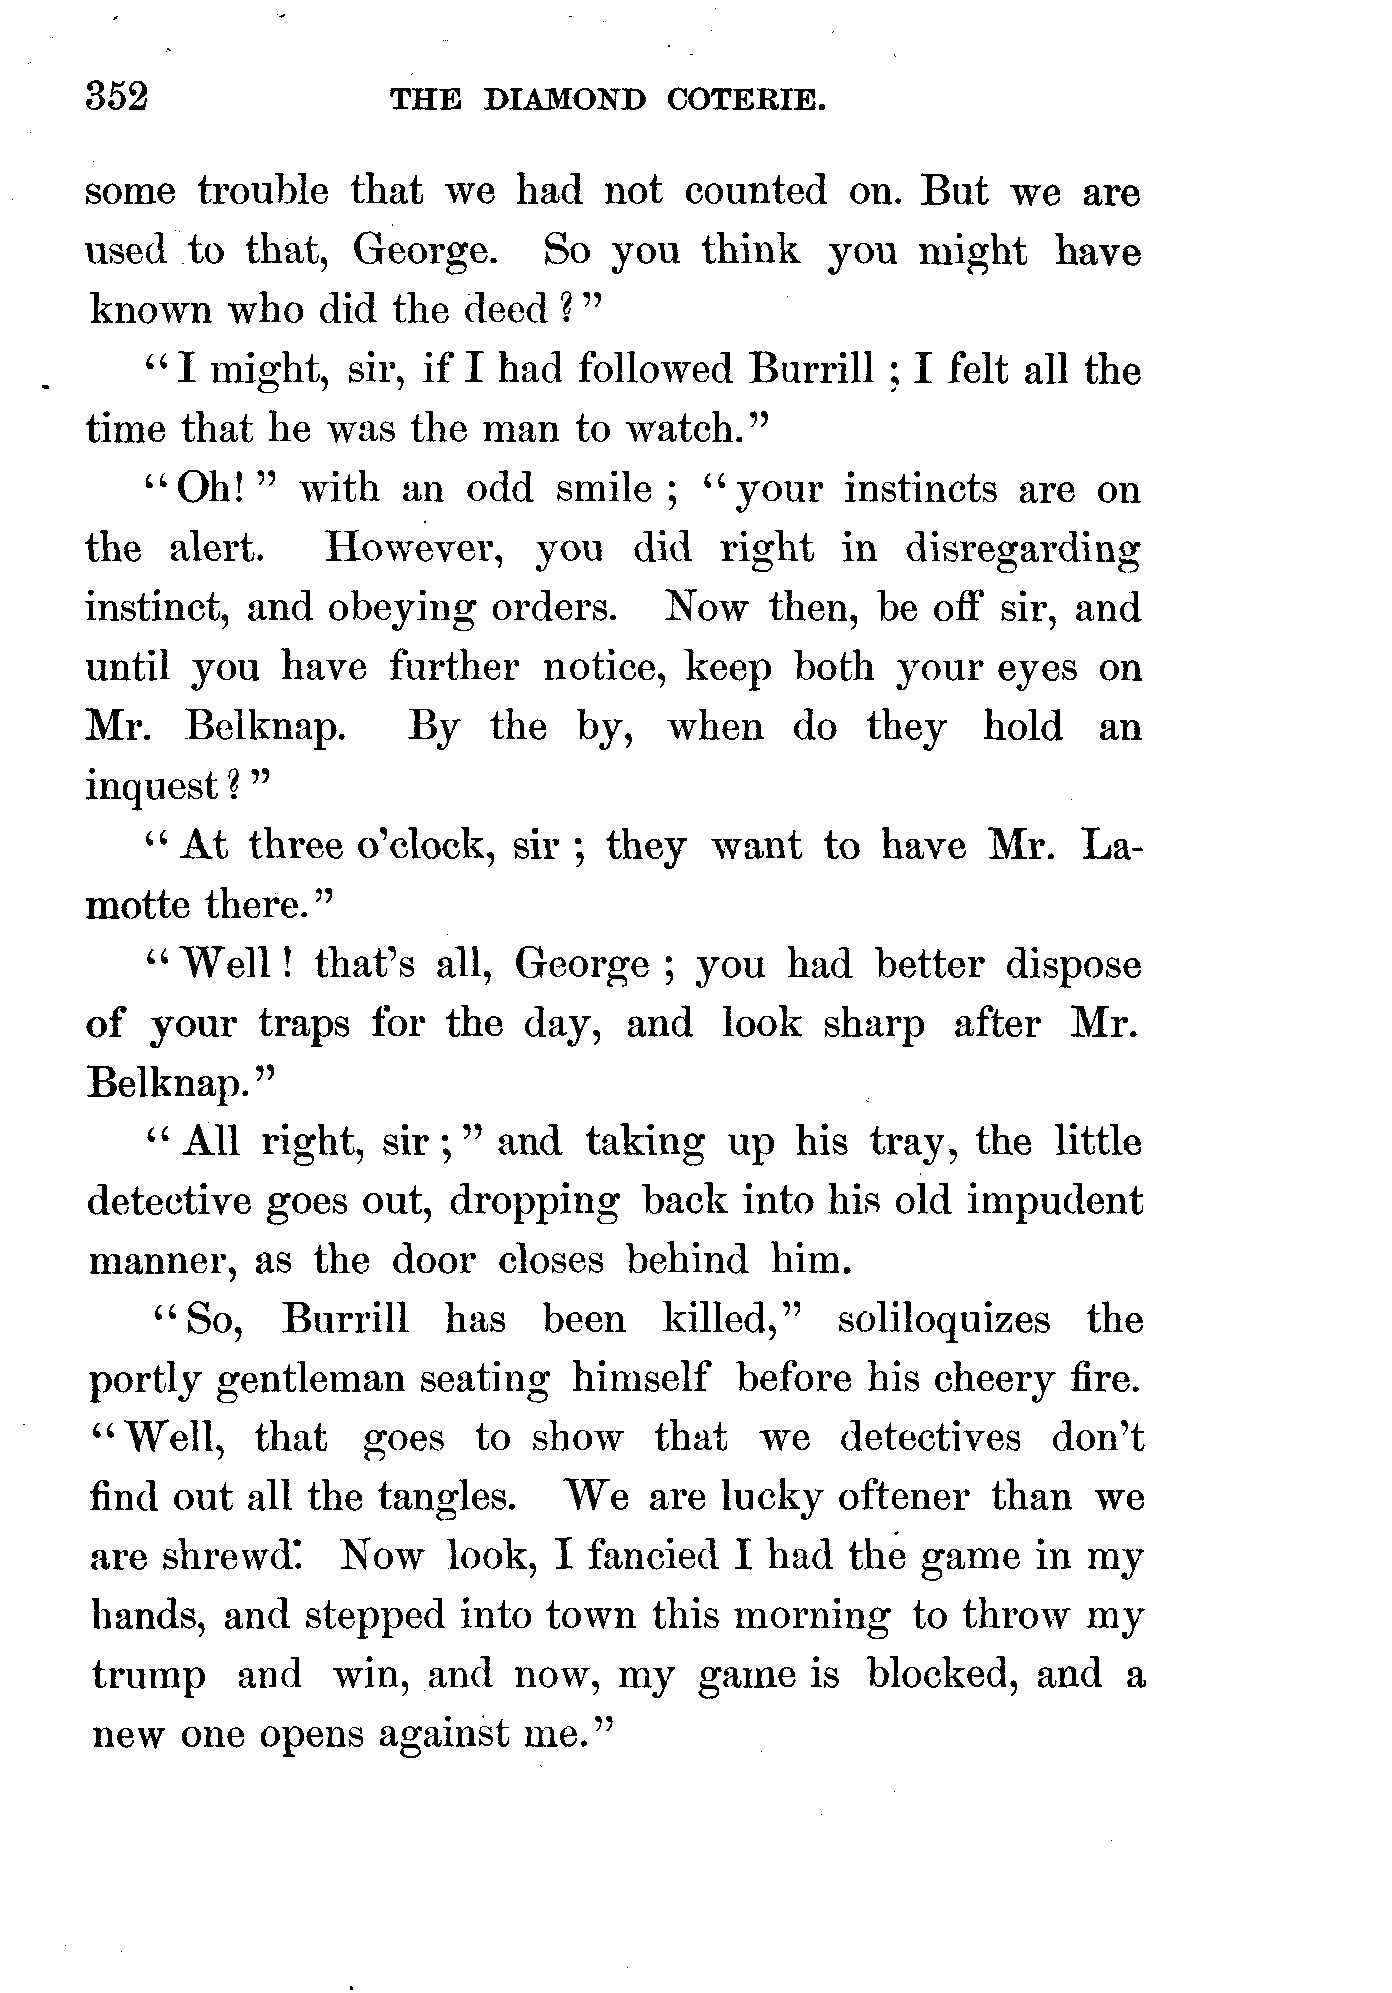 352 THE DIAMOND COTERIE.
some trouble that we had not counted on. But we are
used to that, George. So you think you might have
known who did the deed ? "
" I might, sir, if I had followed Burrill ; I felt all the
time that he was the man to watch."
" Oh! " with an odd smile ; " your instincts are on
the alert. However, you did right in disregarding
instinct, and obeying orders. Now then, be off sir, and
until you have further notice, keep both your eyes on
Mr. Belknap. By the by, when do they hold an
inquest ? "
" At three o'clock, sir ; they want to have Mr. La-
motte there."
" Well ! that's all, George ; you had better dispose
of your traps for the day, and look sharp after Mr.
Belknap."
" All right, sir ; " and taking up his tray, the little
detective goes out, dropping back into his old impudent
manner, as the door closes behind him.
" So, Burrill has been killed," soliloquizes the
portly gentleman seating himself before his cheery fire.
" Well, that goes to show that we detectives don't
find out all the tangles. We are lucky oftener than we
are shrewd: Now look, I fancied I had the game in my
hands, and stepped into town this morning to throw my
trump and win, and now, my game is blocked, and a
new one opens against me."